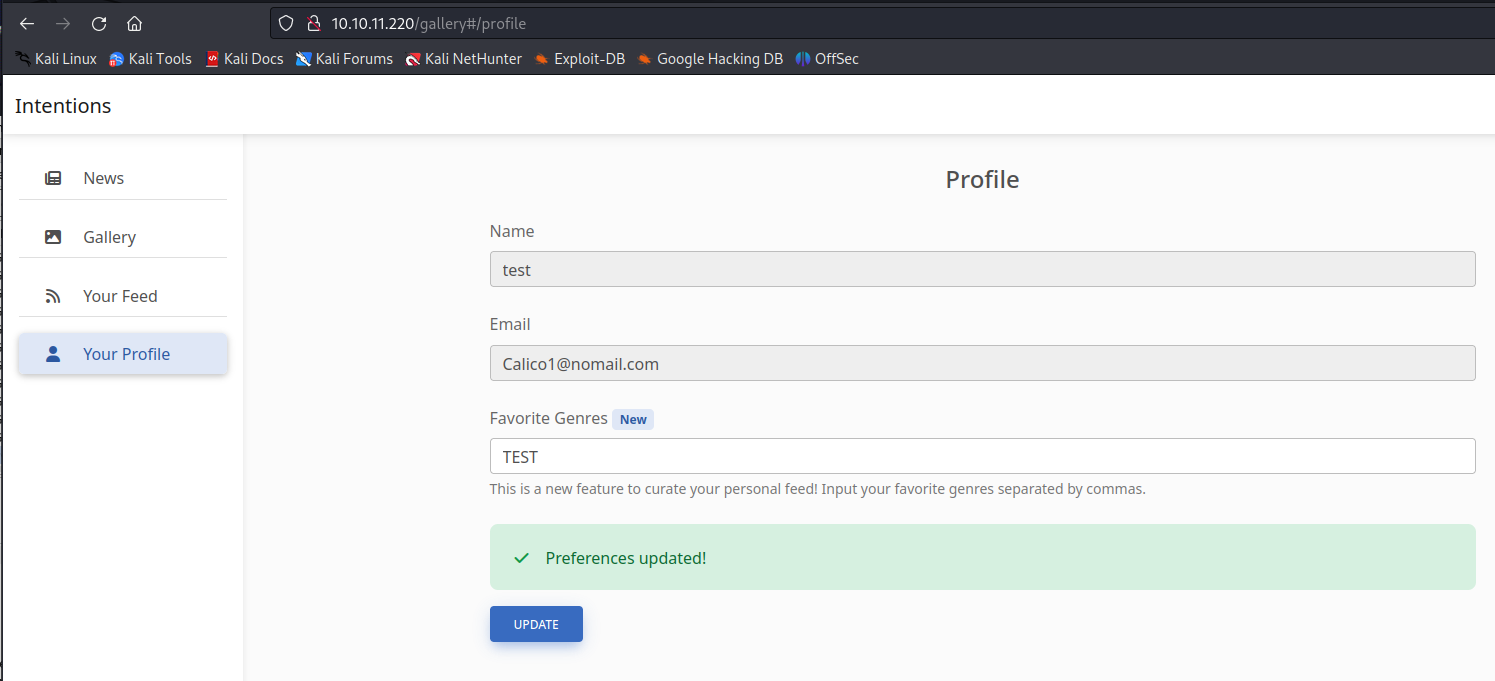 10.10.11.220/gallery#/profile
Kali Linux Kali Tools Kali Docs Kali Forums Kali NetHunter Exploit-DB Google Hacking DB OffSec
Intentions
News
Gallery
Your Feed
Your Profile
Profile
Name
test
Email
Calico1@nomail.com
Favorite Genres New
TEST
This is a new feature to curate your personal feed! Input your favorite genres separated by commas.
Preferences updated!
UPDATE